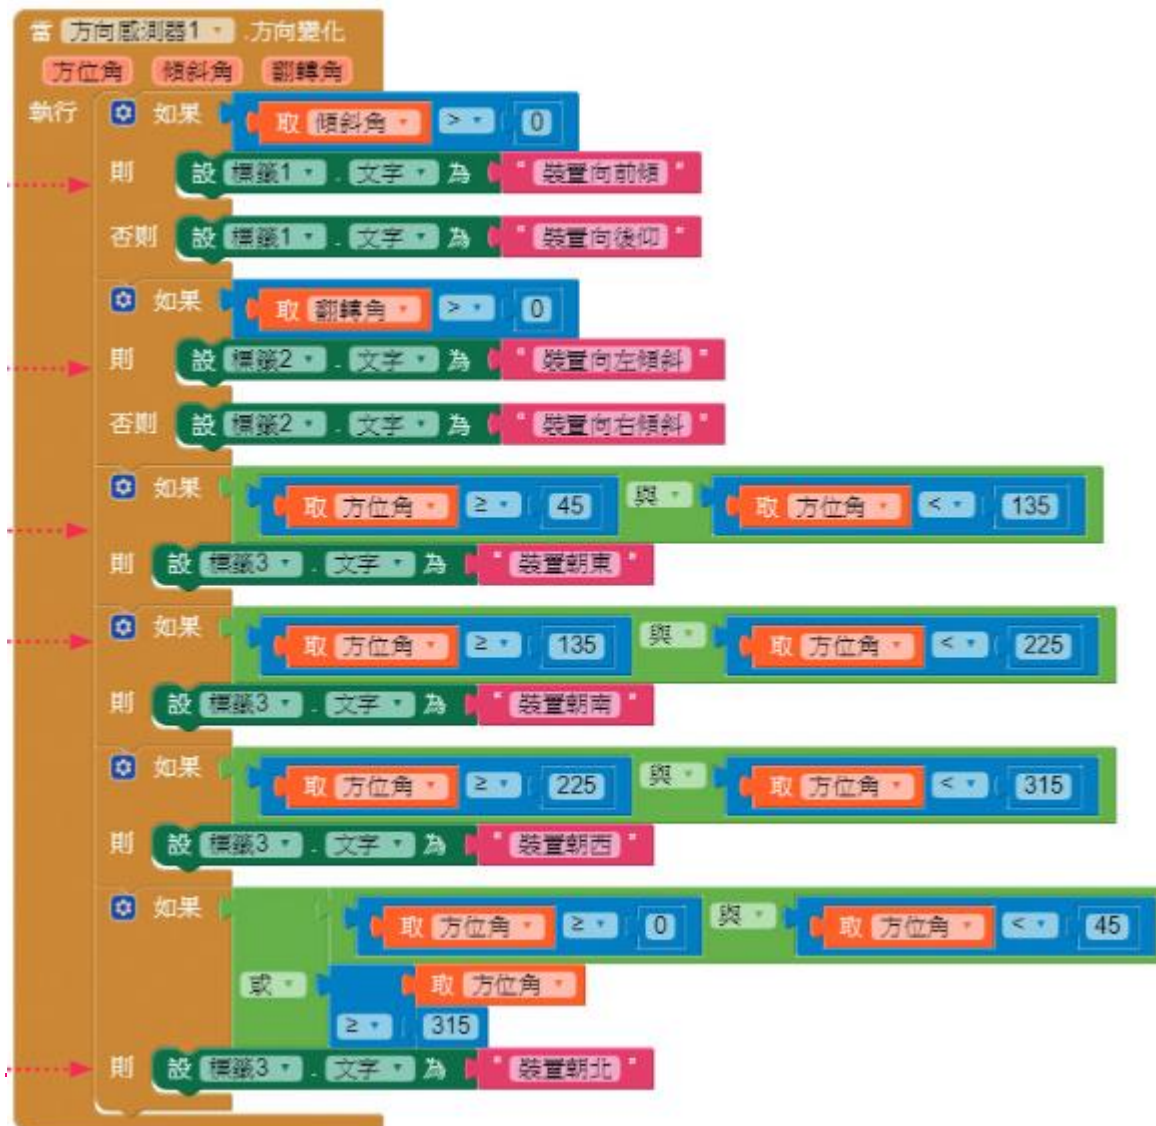 當 方向感測器1 .方向變化
方位角 傾斜角 翻轉角
執行 如果 取 傾斜角 > 0
則 設 標籤1 . 文字 為 "裝置向前傾"
否則 設 標籤1 . 文字 為 "裝置向後仰"
如果 取 翻轉角 > 0
則 設 標籤2 . 文字 為 "裝置向左傾斜"
否則 設 標籤2 . 文字 為 "裝置向右傾斜"
如果 取 方位角 ≥ 45 與 取 方位角 < 135
則 設 標籤3 . 文字 為 "裝置朝東"
如果 取 方位角 ≥ 135 與 取 方位角 < 225
則 設 標籤3 . 文字 為 "裝置朝南"
如果 取 方位角 ≥ 225 與 取 方位角 < 315
則 設 標籤3 . 文字 為 "裝置朝西"
如果 取 方位角 ≥ 0 與 取 方位角 < 45
或 取 方位角
≥ 315
則 設 標籤3 . 文字 為 "裝置朝北"